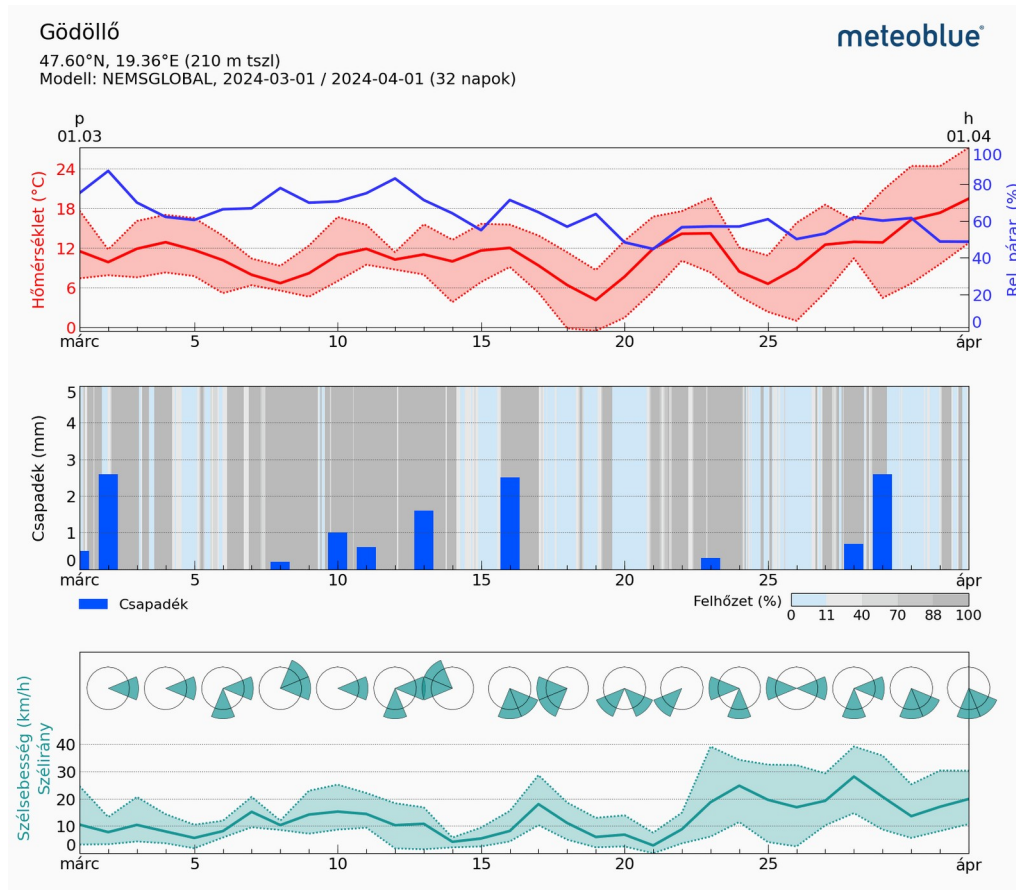 Gödöllő
meteoblue
47.60°N, 19.36°E (210 m tszl)
Modell: NEMSGLOBAL, 2024-03-01 / 2024-04-01 (32 napok)
p
01.03
h
01.04
Hőmérséklet (°C)
24
18
12
6
0
100
80
60
40
20
0
Rel. párat. (%)
márc
5
10
15
20
25
ápr
Csapadék (mm)
5
4
3
2
1
0
márc
5
10
15
20
25
ápr
Csapadék
Felhőzet (%)
0
11
40
70
88
100
Szélsebesség (km/h)
Szélirány
40
30
20
10
0
márc
5
10
15
20
25
ápr